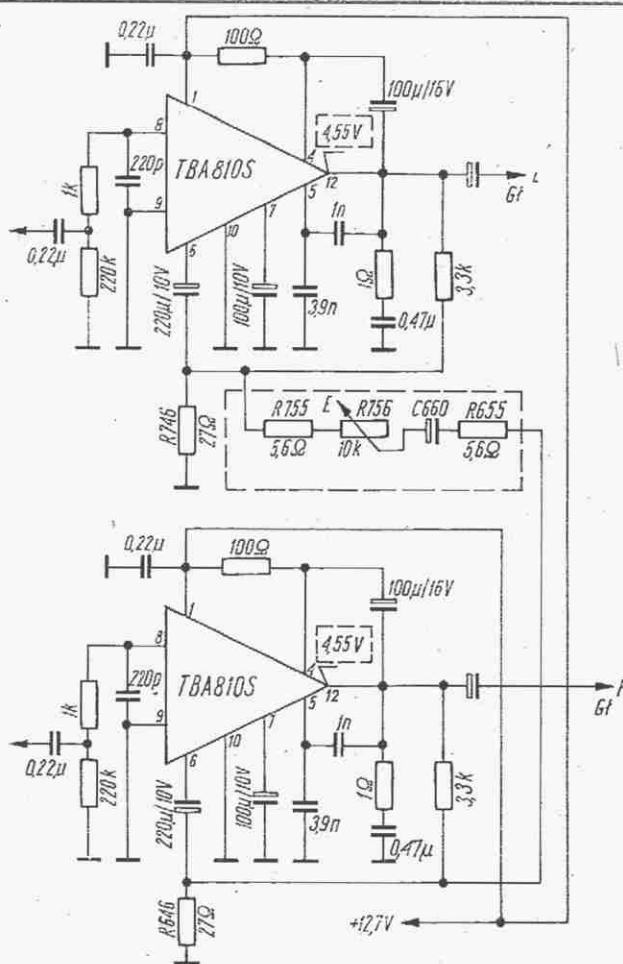 0,22µ
100Ω
100µ/16V
1
8
4,55V
4
TBA810S
12
5
220p
1k
9
10
7
6
1n
L
Gł
0,22µ
220k
220µ/10V
100µ/10V
3,9n
1Ω
0,47µ
3,3k
R746
27Ω
R755
E
R756
C660
R655
5,6Ω
10k
5,6Ω
0,22µ
100Ω
100µ/16V
1
8
4,55V
4
TBA810S
12
5
220p
1k
9
10
7
6
1n
P
Gł
0,22µ
220k
220µ/10V
100µ/10V
3,9n
1Ω
0,47µ
3,3k
R646
27Ω
+12,7V